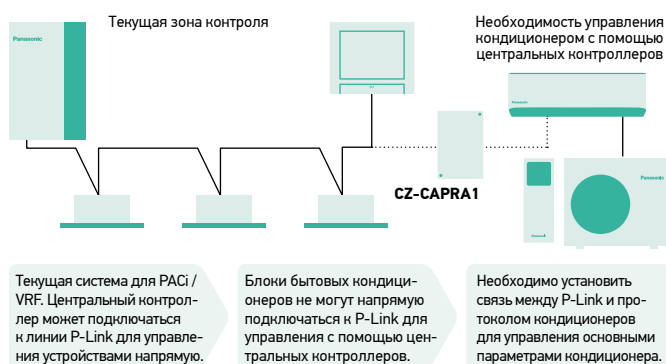 Текущая зона контроля
Необходимость управления
кондиционером с помощью
центральных контроллеров
Panasonic
Panasonic
Panasonic
CZ-CAPRA1
Текущая система для PACi /
VRF. Центральный контрол-
лер может подключаться
к линии P-Link для управле-
ния устройствами напрямую.
Блоки бытовых кондици-
онеров не могут напрямую
подключаться к P-Link для
управления с помощью цен-
тральных контроллеров.
Необходимо установить
связь между P-Link и про-
токолом кондиционеров
для управления основными
параметрами кондиционера.